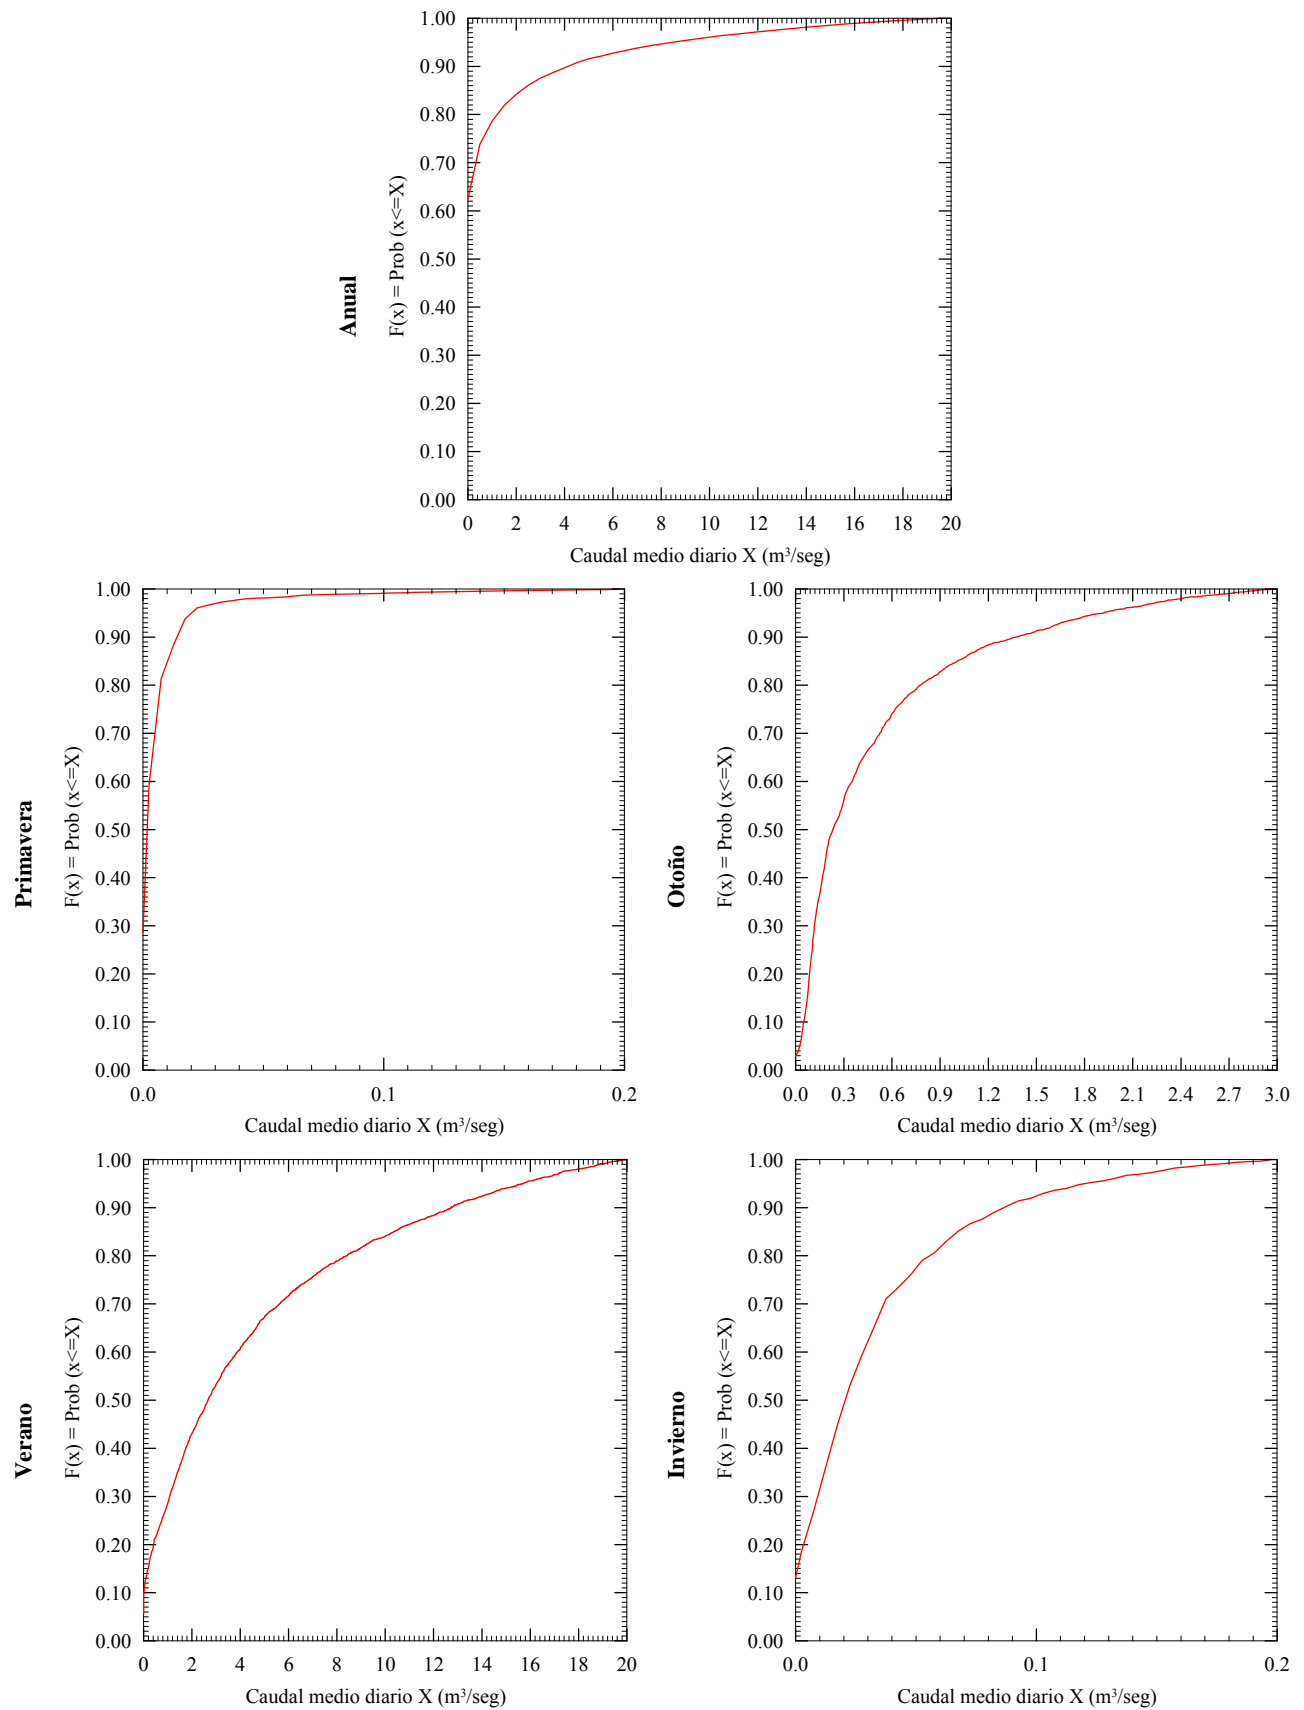 Anual
F(x) = Prob (x<=X)
1.00
0.90
0.80
0.70
0.60
0.50
0.40
0.30
0.20
0.10
0.00
0 2 4 6 8 10 12 14 16 18 20
Caudal medio diario X (m³/seg)
Primavera
F(x) = Prob (x<=X)
1.00
0.90
0.80
0.70
0.60
0.50
0.40
0.30
0.20
0.10
0.00
0.0 0.1 0.2
Caudal medio diario X (m³/seg)
Otoño
F(x) = Prob (x<=X)
1.00
0.90
0.80
0.70
0.60
0.50
0.40
0.30
0.20
0.10
0.00
0.0 0.3 0.6 0.9 1.2 1.5 1.8 2.1 2.4 2.7 3.0
Caudal medio diario X (m³/seg)
Verano
F(x) = Prob (x<=X)
1.00
0.90
0.80
0.70
0.60
0.50
0.40
0.30
0.20
0.10
0.00
0 2 4 6 8 10 12 14 16 18 20
Caudal medio diario X (m³/seg)
Invierno
F(x) = Prob (x<=X)
1.00
0.90
0.80
0.70
0.60
0.50
0.40
0.30
0.20
0.10
0.00
0.0 0.1 0.2
Caudal medio diario X (m³/seg)